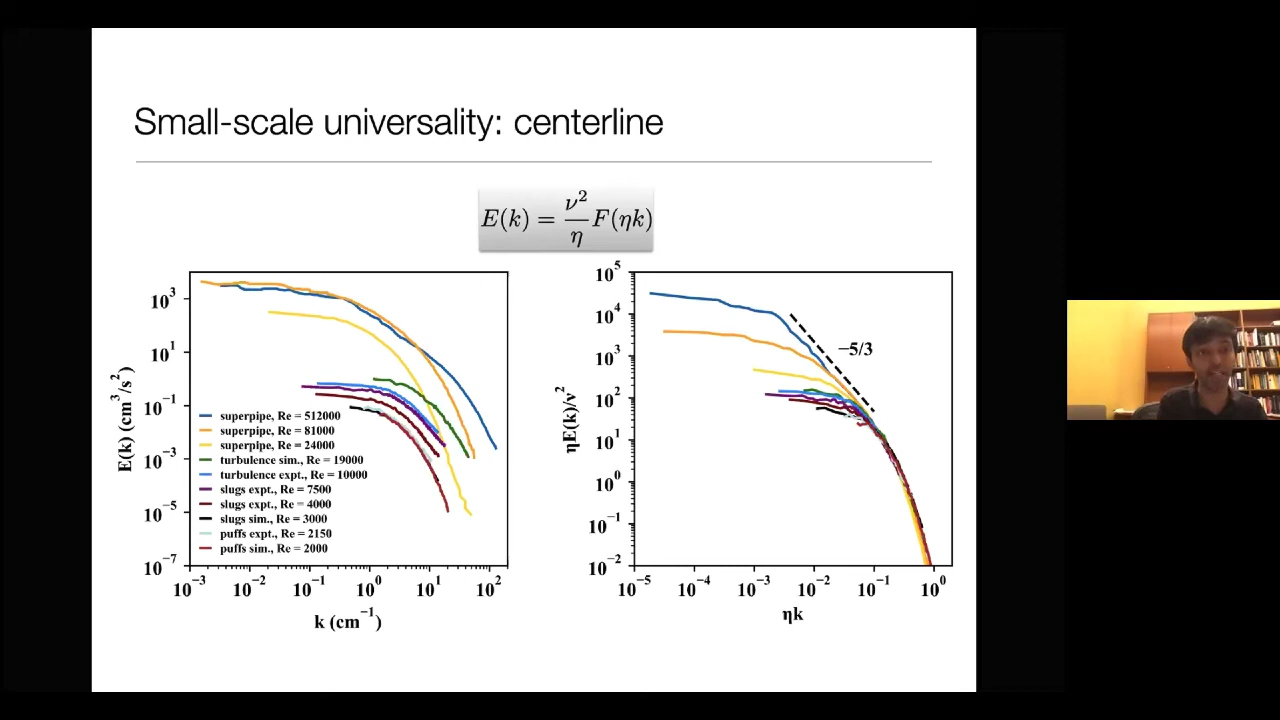 Small-scale universality: centerline
E(k) = ν²/η F(ηk)
E(k) (cm³/s²)
10³
10¹
10⁻¹
10⁻³
10⁻⁵
10⁻⁷
superpipe, Re = 512000
superpipe, Re = 81000
superpipe, Re = 24000
turbulence sim., Re = 19000
turbulence expt., Re = 10000
slugs expt., Re = 7500
slugs expt., Re = 4000
slugs sim., Re = 3000
puffs expt., Re = 2150
puffs sim., Re = 2000
10⁻³ 10⁻² 10⁻¹ 10⁰ 10¹ 10²
k (cm⁻¹)
ηE(k)/ν²
10⁵
10⁴
10³
10²
10¹
10⁰
10⁻¹
10⁻²
−5/3
10⁻⁵ 10⁻⁴ 10⁻³ 10⁻² 10⁻¹ 10⁰
ηk